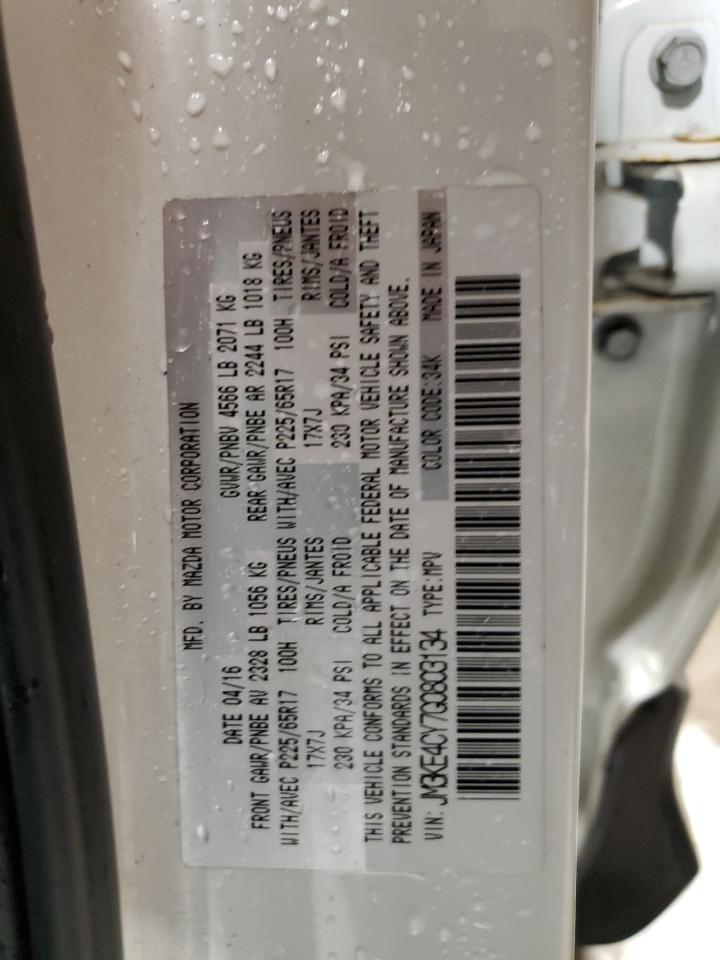 MFD. BY MAZDA MOTOR CORPORATION
DATE 04/16 GVWR/PNBV 4566 LB 2071 KG
FRONT GAWR/PNBE AV 2328 LB 1056 KG REAR GAWR/PNBE AR 2244 LB 1018 KG
WITH/AVEC P225/65R17 100H TIRES/PNEUS WITH/AVEC P225/65R17 100H TIRES/PNEUS
17X7J RIMS/JANTES 17X7J RIMS/JANTES
230 KPA/34 PSI COLD/A FROID 230 KPA/34 PSI COLD/A FROID
THIS VEHICLE CONFORMS TO ALL APPLICABLE FEDERAL MOTOR VEHICLE SAFETY AND THEFT
PREVENTION STANDARDS IN EFFECT ON THE DATE OF MANUFACTURE SHOWN ABOVE.
VIN: JM3KE4CY7G0803134 TYPE:MPV COLOR CODE:34K MADE IN JAPAN